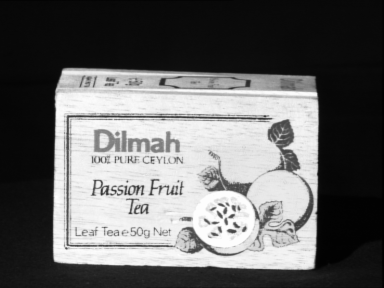 Dilmah
100% PURE CEYLON
Passion Fruit
Tea
Leaf Tea e 50g Net